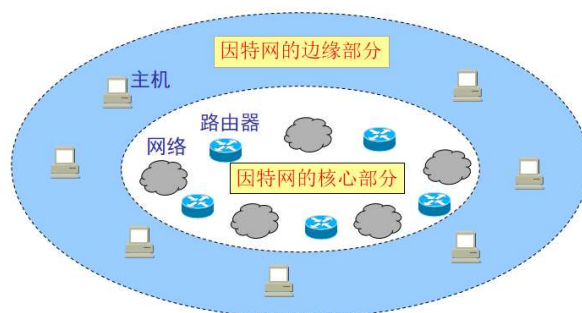 因特网的边缘部分
主机
路由器
网络
因特网的核心部分